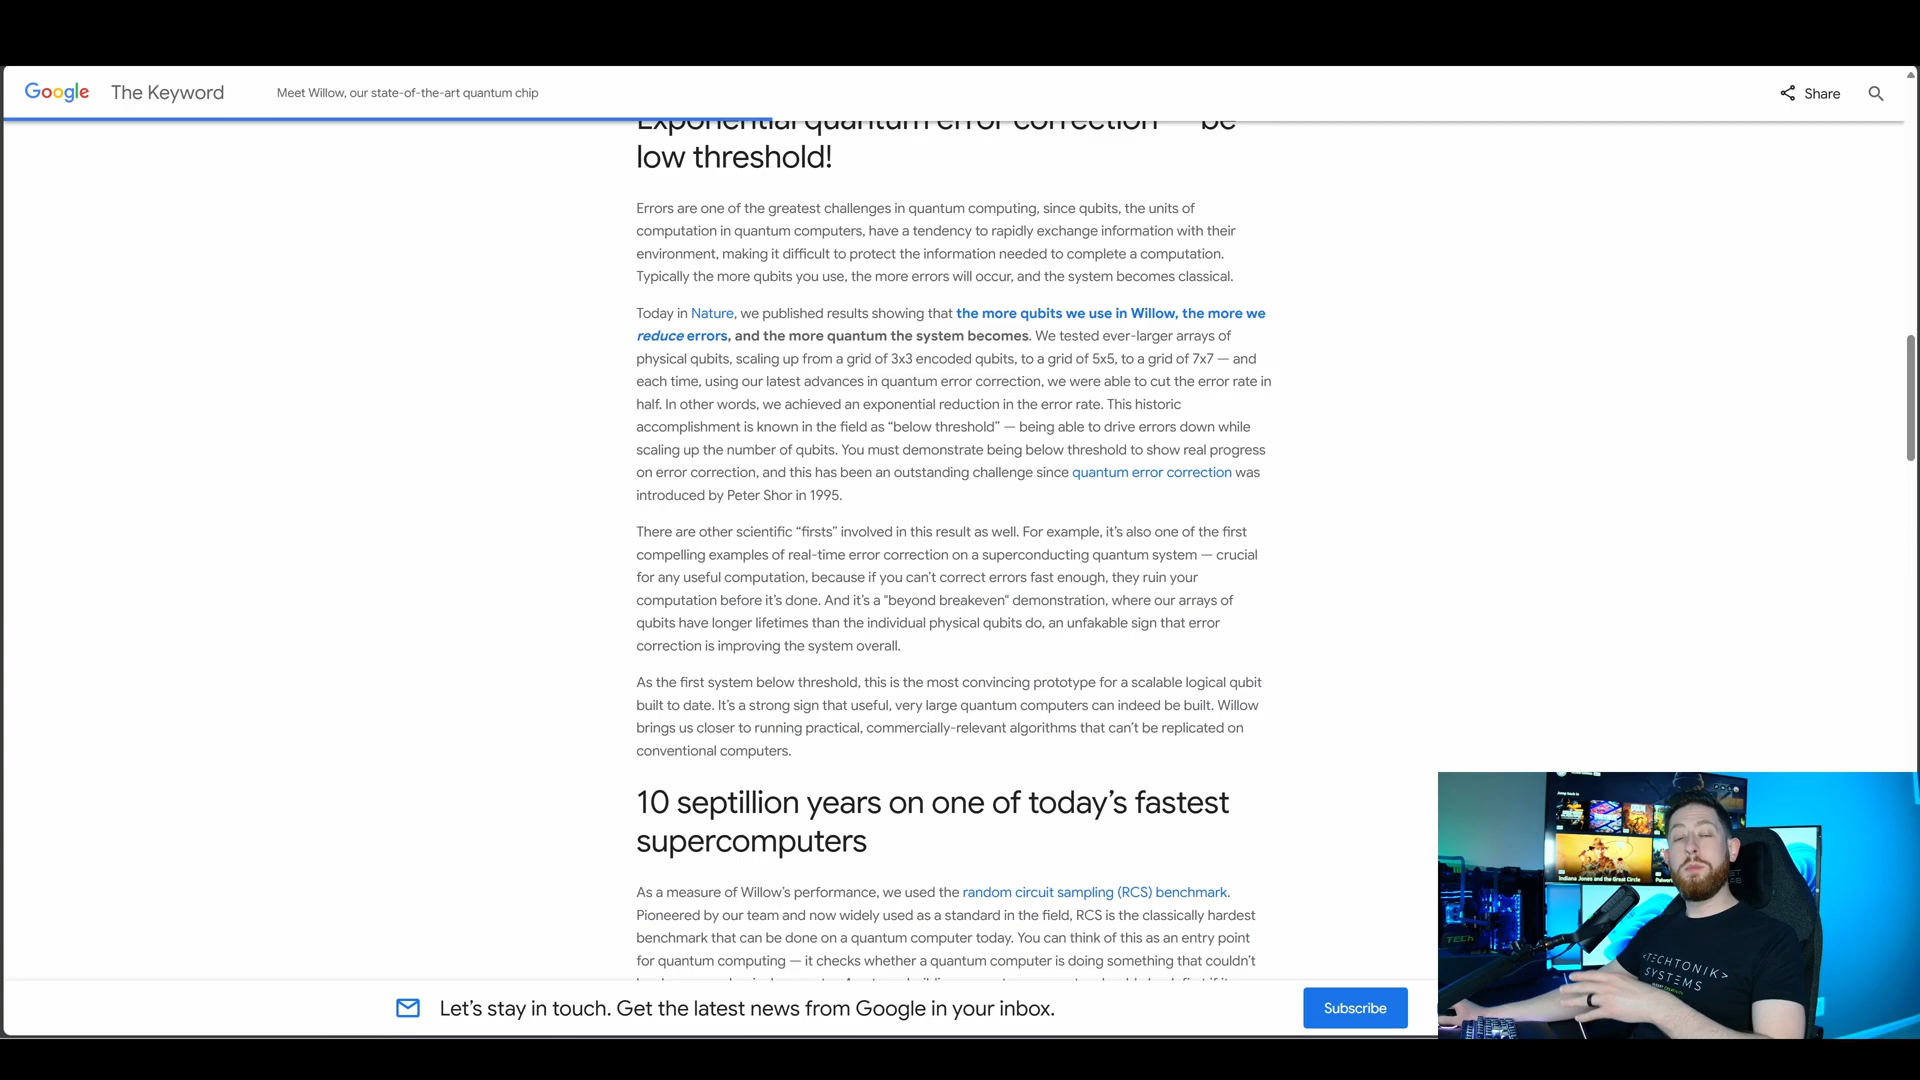 Google The Keyword Meet Willow, our state-of-the-art quantum chip Share
Exponential quantum error correction — be
low threshold!
Errors are one of the greatest challenges in quantum computing, since qubits, the units of
computation in quantum computers, have a tendency to rapidly exchange information with their
environment, making it difficult to protect the information needed to complete a computation.
Typically the more qubits you use, the more errors will occur, and the system becomes classical.
Today in Nature, we published results showing that the more qubits we use in Willow, the more we
reduce errors, and the more quantum the system becomes. We tested ever-larger arrays of
physical qubits, scaling up from a grid of 3x3 encoded qubits, to a grid of 5x5, to a grid of 7x7 — and
each time, using our latest advances in quantum error correction, we were able to cut the error rate in
half. In other words, we achieved an exponential reduction in the error rate. This historic
accomplishment is known in the field as “below threshold” — being able to drive errors down while
scaling up the number of qubits. You must demonstrate being below threshold to show real progress
on error correction, and this has been an outstanding challenge since quantum error correction was
introduced by Peter Shor in 1995.
There are other scientific “firsts” involved in this result as well. For example, it’s also one of the first
compelling examples of real-time error correction on a superconducting quantum system — crucial
for any useful computation, because if you can’t correct errors fast enough, they ruin your
computation before it’s done. And it’s a "beyond breakeven" demonstration, where our arrays of
qubits have longer lifetimes than the individual physical qubits do, an unfakable sign that error
correction is improving the system overall.
As the first system below threshold, this is the most convincing prototype for a scalable logical qubit
built to date. It’s a strong sign that useful, very large quantum computers can indeed be built. Willow
brings us closer to running practical, commercially-relevant algorithms that can’t be replicated on
conventional computers.
10 septillion years on one of today’s fastest
supercomputers
As a measure of Willow’s performance, we used the random circuit sampling (RCS) benchmark.
Pioneered by our team and now widely used as a standard in the field, RCS is the classically hardest
benchmark that can be done on a quantum computer today. You can think of this as an entry point
for quantum computing — it checks whether a quantum computer is doing something that couldn’t
Let’s stay in touch. Get the latest news from Google in your inbox. Subscribe
Jump back in
Indiana Jones and the Great Circle
TECH
<TECHTONIK>
SYSTEMS